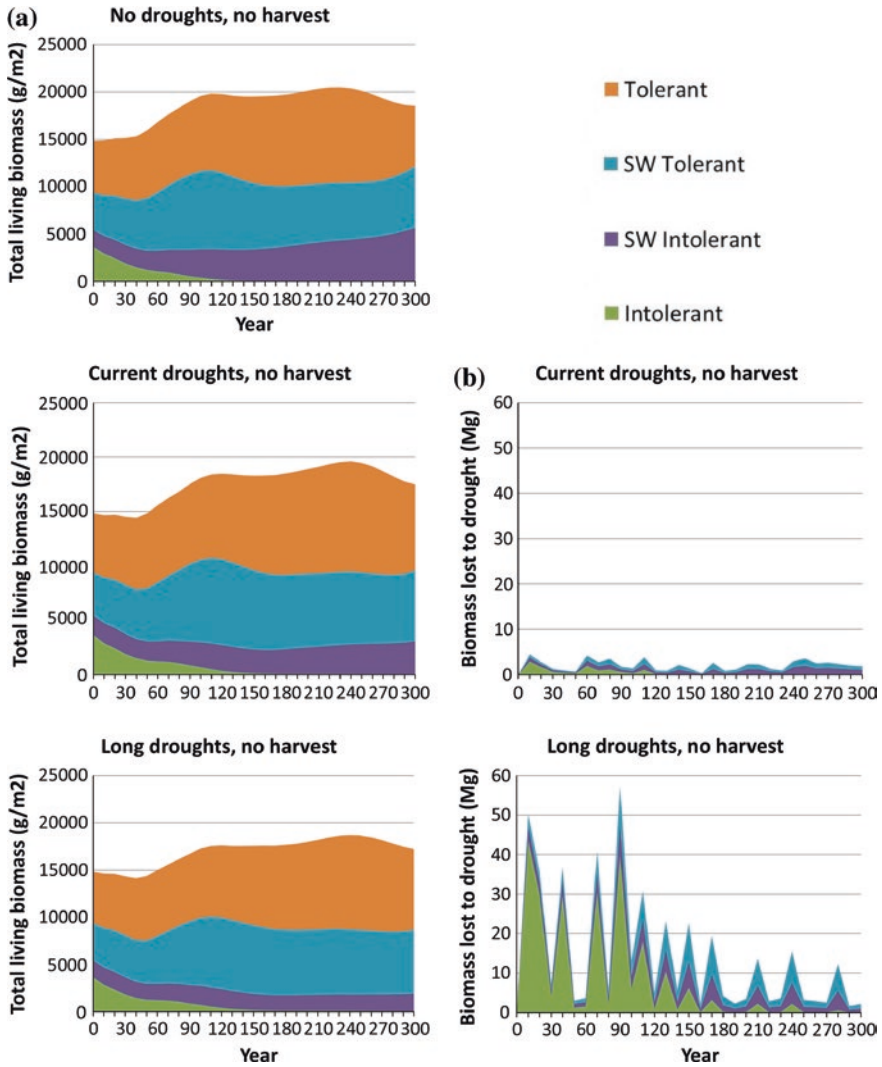 (a) No droughts, no harvest
Total living biomass (g/m2)
25000
20000
15000
10000
5000
0
0 30 60 90 120 150 180 210 240 270 300
Year
Tolerant
SW Tolerant
SW Intolerant
Intolerant
Current droughts, no harvest
Total living biomass (g/m2)
25000
20000
15000
10000
5000
0
0 30 60 90 120 150 180 210 240 270 300
(b) Current droughts, no harvest
Biomass lost to drought (Mg)
60
50
40
30
20
10
0
0 30 60 90 120 150 180 210 240 270 300
Long droughts, no harvest
Total living biomass (g/m2)
25000
20000
15000
10000
5000
0
0 30 60 90 120 150 180 210 240 270 300
Year
Long droughts, no harvest
Biomass lost to drought (Mg)
60
50
40
30
20
10
0
0 30 60 90 120 150 180 210 240 270 300
Year